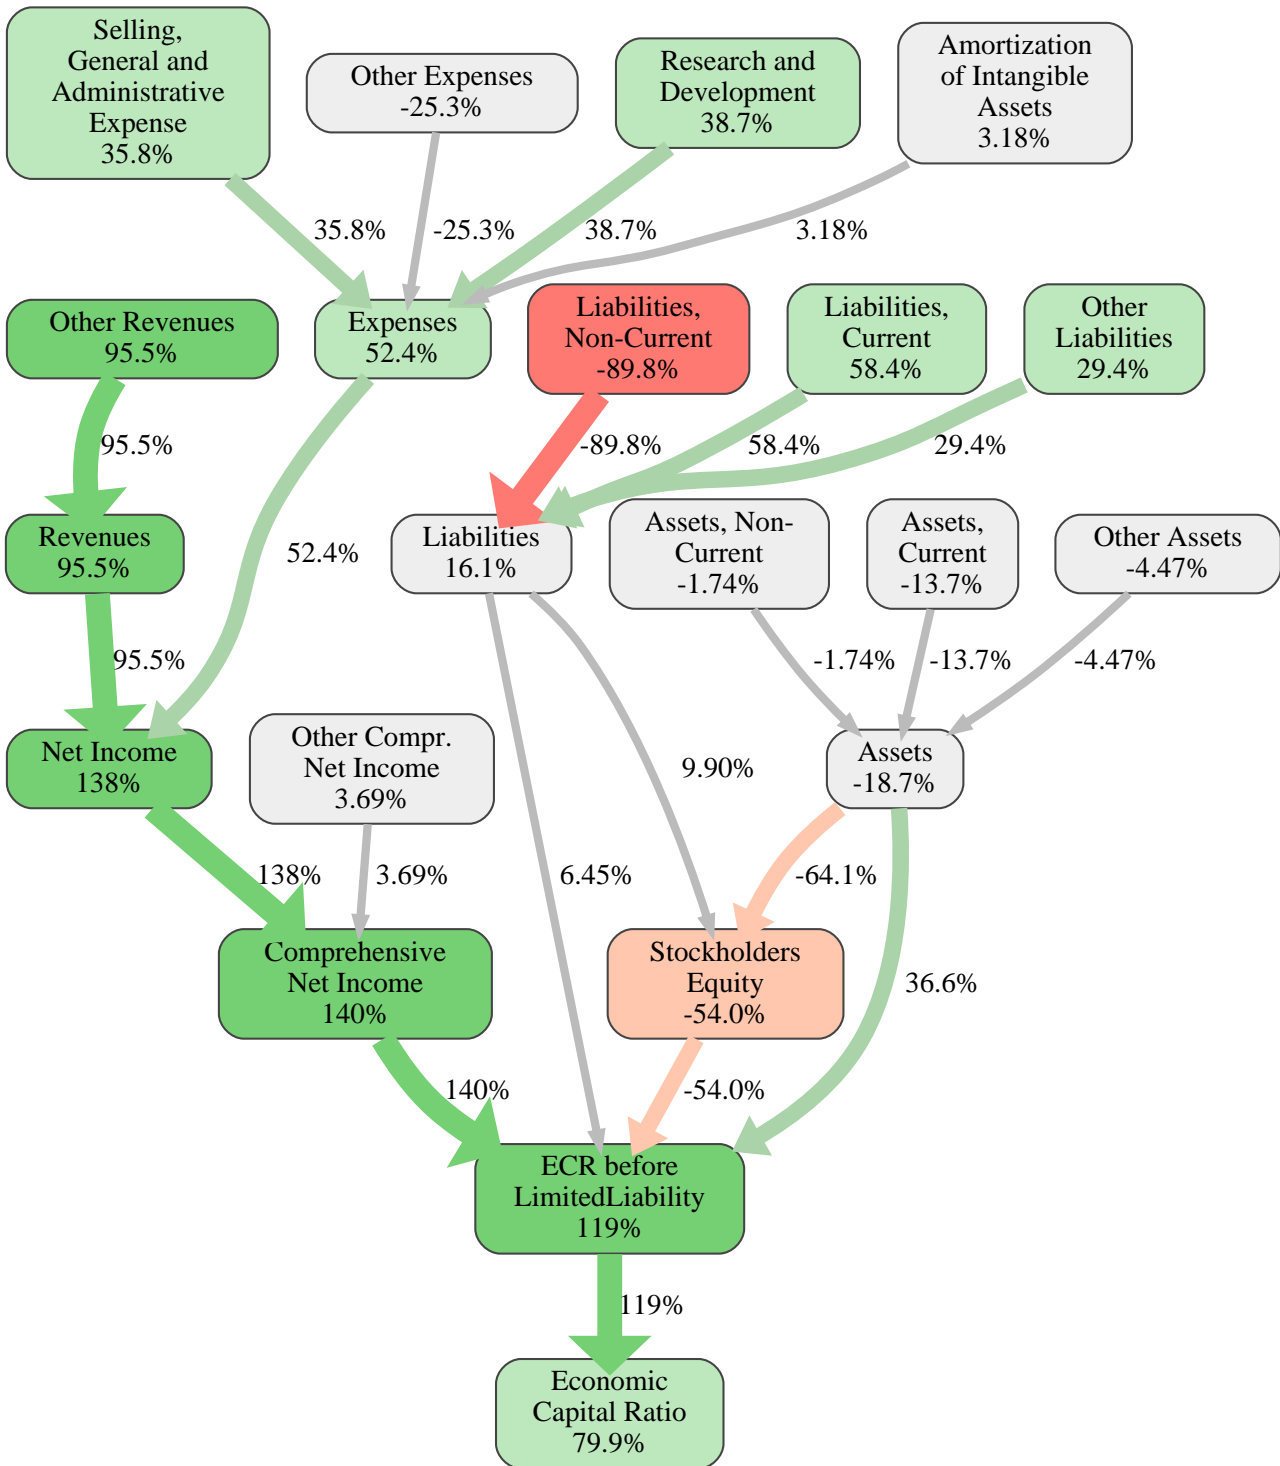 Selling,
General and
Administrative
Expense
35.8%
Other Expenses
-25.3%
Research and
Development
38.7%
Amortization
of Intangible
Assets
3.18%
35.8%
-25.3%
38.7%
3.18%
Other Revenues
95.5%
Expenses
52.4%
Liabilities,
Non-Current
-89.8%
Liabilities,
Current
58.4%
Other
Liabilities
29.4%
95.5%
-89.8%
58.4%
29.4%
Revenues
95.5%
52.4%
Liabilities
16.1%
Assets, Non-
Current
-1.74%
Assets,
Current
-13.7%
Other Assets
-4.47%
95.5%
-1.74%
-13.7%
-4.47%
Net Income
138%
Other Compr.
Net Income
3.69%
9.90%
Assets
-18.7%
138%
3.69%
6.45%
-64.1%
Comprehensive
Net Income
140%
Stockholders
Equity
-54.0%
36.6%
140%
-54.0%
ECR before
LimitedLiability
119%
119%
Economic
Capital Ratio
79.9%